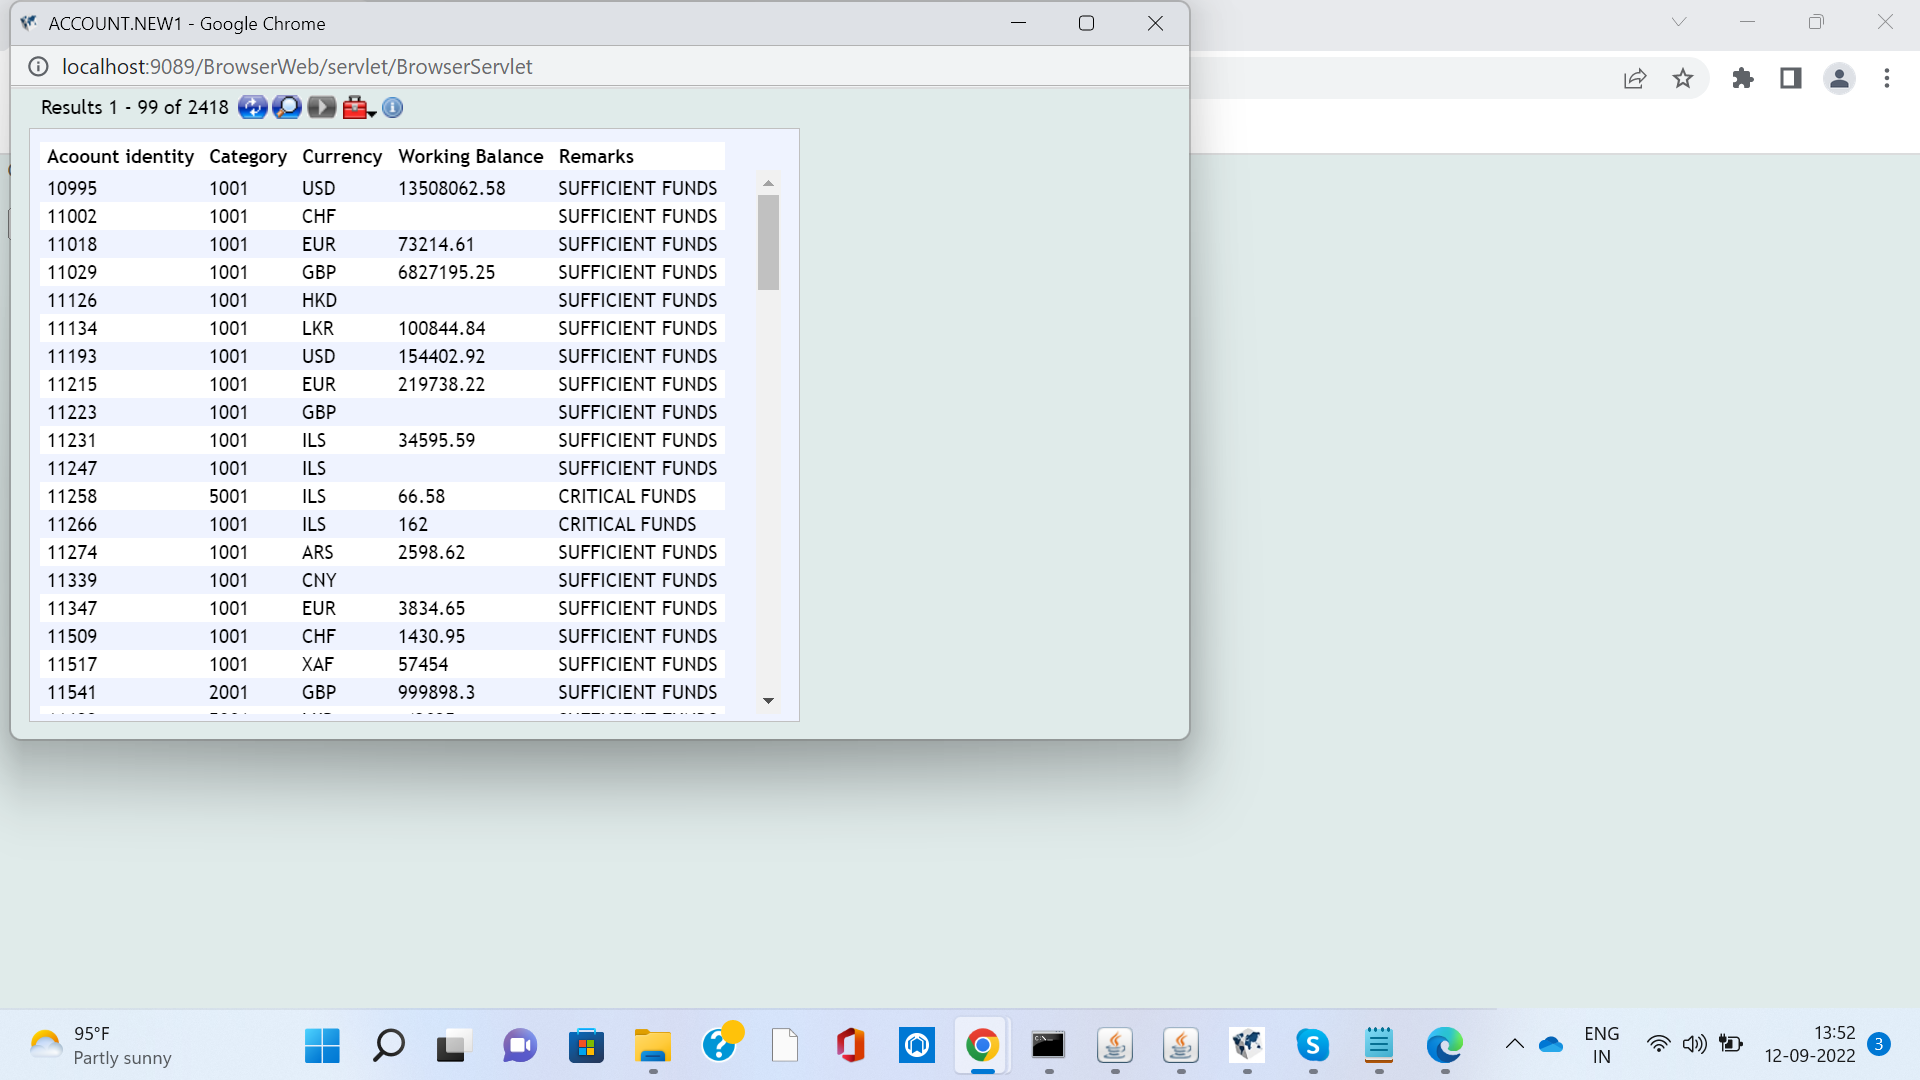 ACCOUNT.NEW1 - Google Chrome
localhost:9089/BrowserWeb/servlet/BrowserServlet
Results 1 - 99 of 2418
Acoount identity Category Currency Working Balance Remarks
10995 1001 USD 13508062.58 SUFFICIENT FUNDS
11002 1001 CHF SUFFICIENT FUNDS
11018 1001 EUR 73214.61 SUFFICIENT FUNDS
11029 1001 GBP 6827195.25 SUFFICIENT FUNDS
11126 1001 HKD SUFFICIENT FUNDS
11134 1001 LKR 100844.84 SUFFICIENT FUNDS
11193 1001 USD 154402.92 SUFFICIENT FUNDS
11215 1001 EUR 219738.22 SUFFICIENT FUNDS
11223 1001 GBP SUFFICIENT FUNDS
11231 1001 ILS 34595.59 SUFFICIENT FUNDS
11247 1001 ILS SUFFICIENT FUNDS
11258 5001 ILS 66.58 CRITICAL FUNDS
11266 1001 ILS 162 CRITICAL FUNDS
11274 1001 ARS 2598.62 SUFFICIENT FUNDS
11339 1001 CNY SUFFICIENT FUNDS
11347 1001 EUR 3834.65 SUFFICIENT FUNDS
11509 1001 CHF 1430.95 SUFFICIENT FUNDS
11517 1001 XAF 57454 SUFFICIENT FUNDS
11541 2001 GBP 999898.3 SUFFICIENT FUNDS
95°F
Partly sunny
ENG
IN
13:52
12-09-2022
3